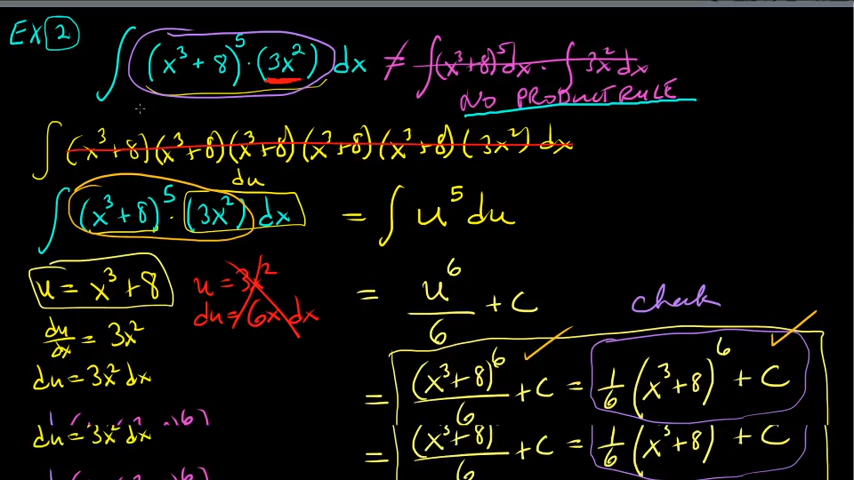 EX 2
∫ (x³+8)⁵ · (3x²) dx ≠ ∫(x³+8)⁵dx · ∫3x²dx
NO PRODUCT RULE
∫ (x³+8)(x³+8)(x³+8)(x³+8)(x³+8)(3x²) dx
du
∫ (x³+8)⁵ · (3x²) dx = ∫ u⁵ du
u = x³+8
u = 3x²
du = 6x dx
= u⁶/6 + C
check
du/dx = 3x²
du = 3x² dx
= (x³+8)⁶/6 + C = 1/6 (x³+8)⁶ + C
du = 3x² dx
= (x³+8)/6 + C = 1/6 (x³+8) + C